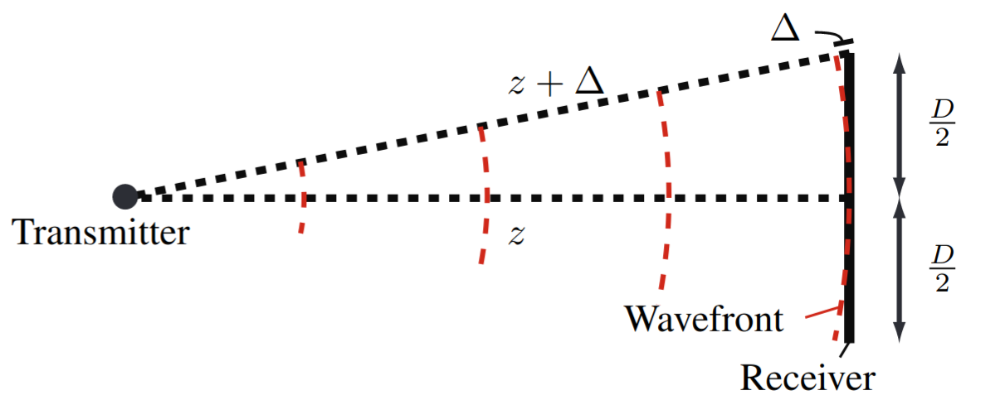 Δ
z + Δ
D/2
Transmitter
z
D/2
Wavefront
Receiver